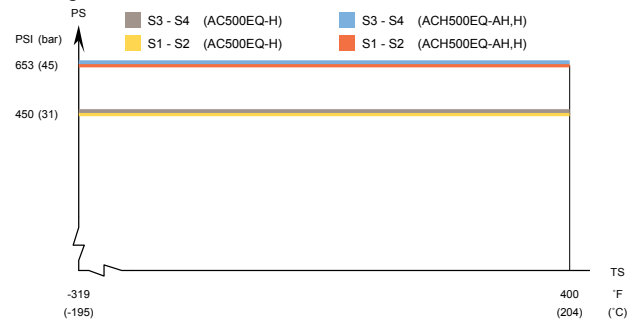 PS
S3 - S4 (AC500EQ-H) S3 - S4 (ACH500EQ-AH,H)
PSI (bar) S1 - S2 (AC500EQ-H) S1 - S2 (ACH500EQ-AH,H)
653 (45)
450 (31)
TS
-319 400 °F
(-195) (204) (°C)